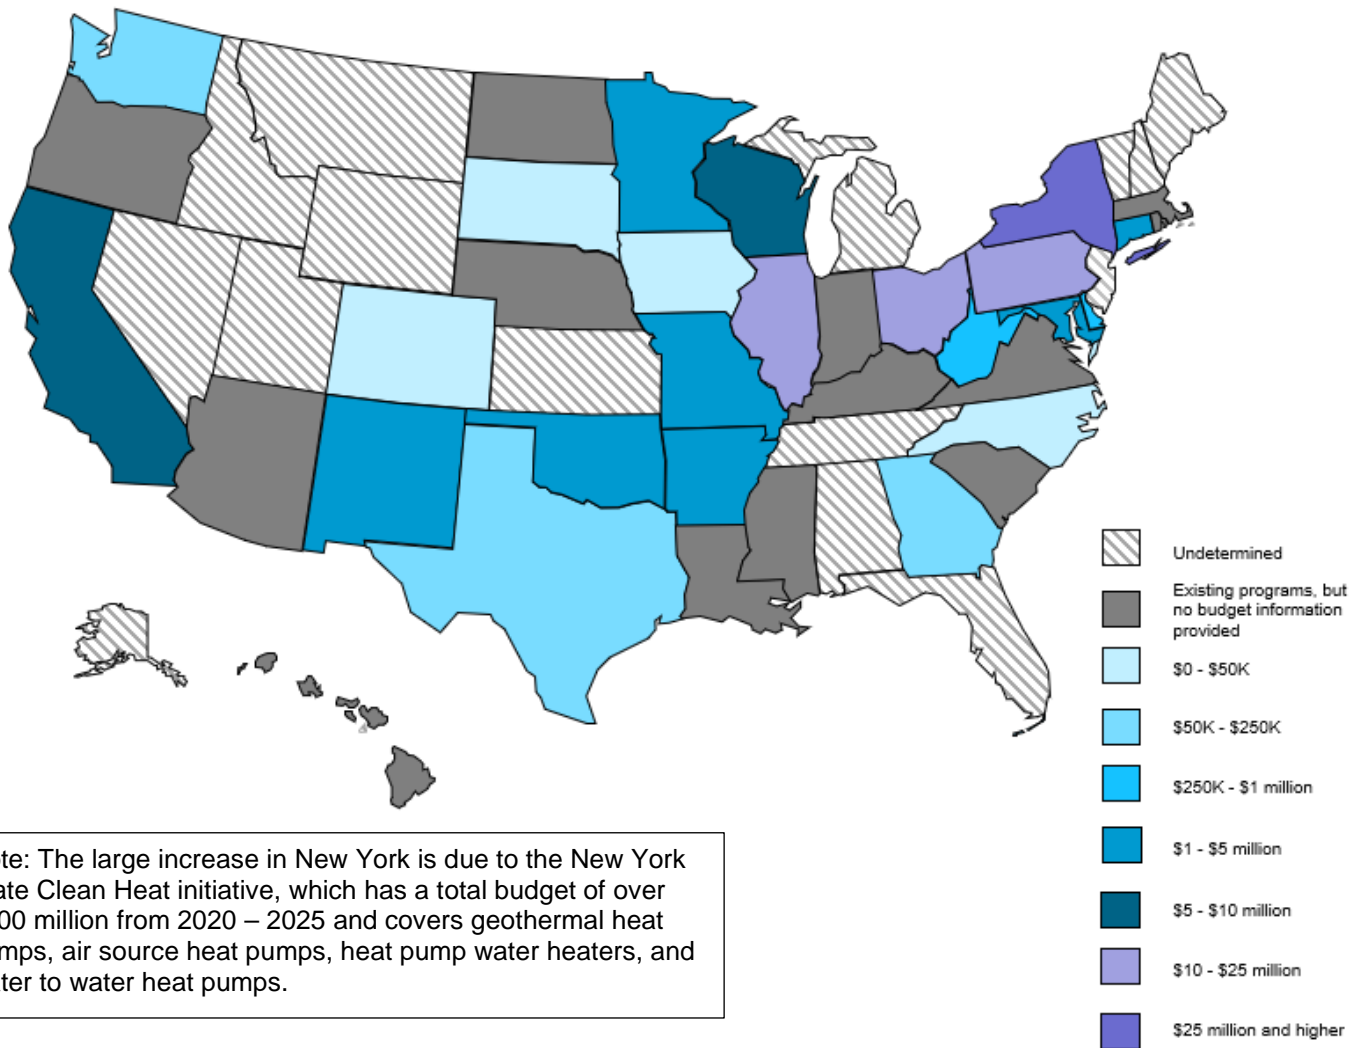 Undetermined
Existing programs, but
no budget information
provided
$0 - $50K
$50K - $250K
$250K - $1 million
$1 - $5 million
$5 - $10 million
$10 - $25 million
$25 million and higher
te: The large increase in New York is due to the New York
ate Clean Heat initiative, which has a total budget of over
00 million from 2020 – 2025 and covers geothermal heat
mps, air source heat pumps, heat pump water heaters, and
ter to water heat pumps.